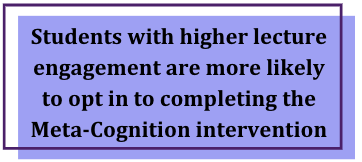 Students with higher lecture
engagement are more likely
to opt in to completing the
Meta-Cognition intervention